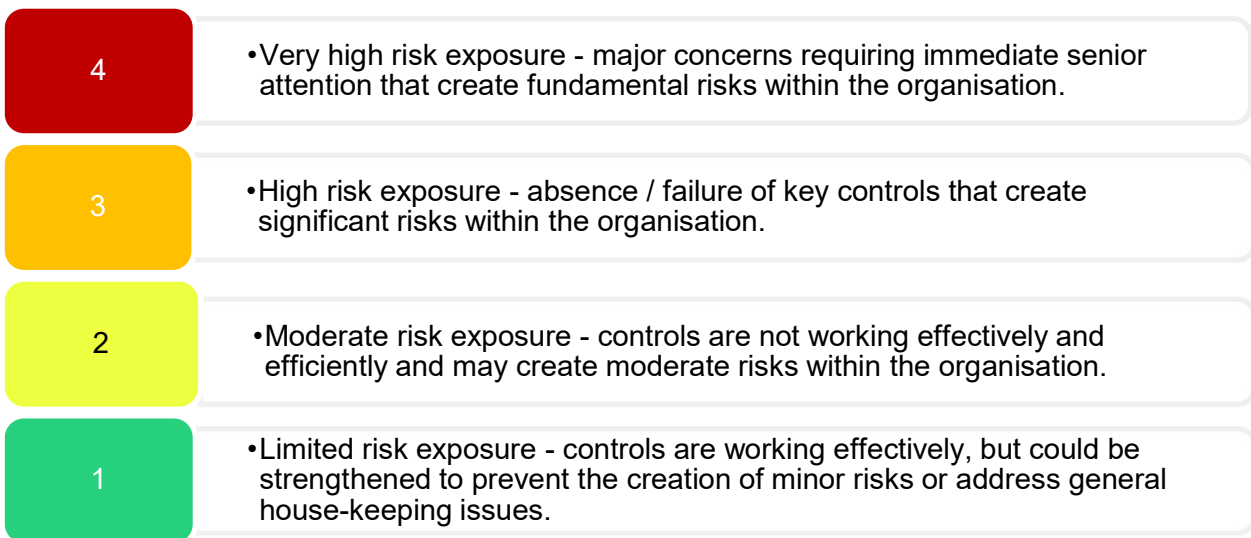 4
•Very high risk exposure - major concerns requiring immediate senior
attention that create fundamental risks within the organisation.
3
•High risk exposure - absence / failure of key controls that create
significant risks within the organisation.
2
•Moderate risk exposure - controls are not working effectively and
efficiently and may create moderate risks within the organisation.
1
•Limited risk exposure - controls are working effectively, but could be
strengthened to prevent the creation of minor risks or address general
house-keeping issues.